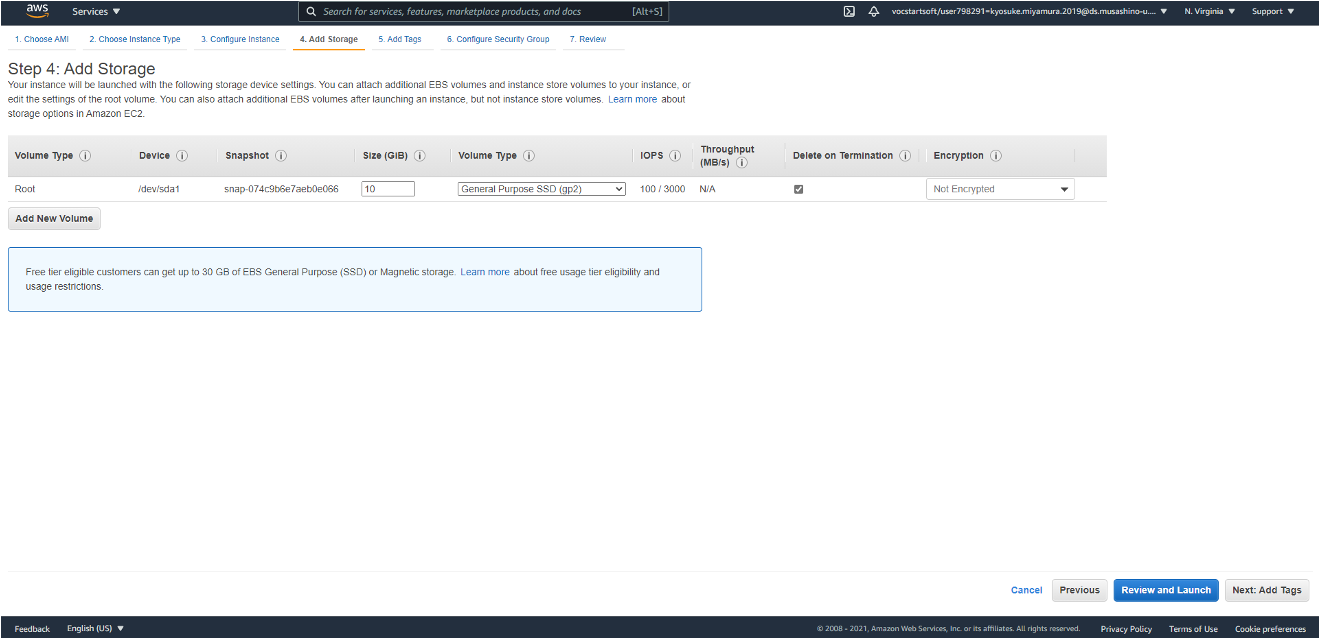 aws
Services
Search for services, features, marketplace products, and docs [Alt+S]
vocstartsoft/user798291=kyosuke.miyamura.2019@ds.musashino-u....
N. Virginia
Support
1. Choose AMI
2. Choose Instance Type
3. Configure Instance
4. Add Storage
5. Add Tags
6. Configure Security Group
7. Review
Step 4: Add Storage
Your instance will be launched with the following storage device settings. You can attach additional EBS volumes and instance store volumes to your instance, or
edit the settings of the root volume. You can also attach additional EBS volumes after launching an instance, but not instance store volumes. Learn more about
storage options in Amazon EC2.
Volume Type
Device
Snapshot
Size (GiB)
Volume Type
IOPS
Throughput
(MB/s)
Delete on Termination
Encryption
Root
/dev/sda1
snap-074c9b6e7aeb0e066
10
General Purpose SSD (gp2)
100 / 3000
N/A
Not Encrypted
Add New Volume
Free tier eligible customers can get up to 30 GB of EBS General Purpose (SSD) or Magnetic storage. Learn more about free usage tier eligibility and
usage restrictions.
Cancel
Previous
Review and Launch
Next: Add Tags
Feedback
English (US)
© 2008 - 2021, Amazon Web Services, Inc. or its affiliates. All rights reserved.
Privacy Policy
Terms of Use
Cookie preferences